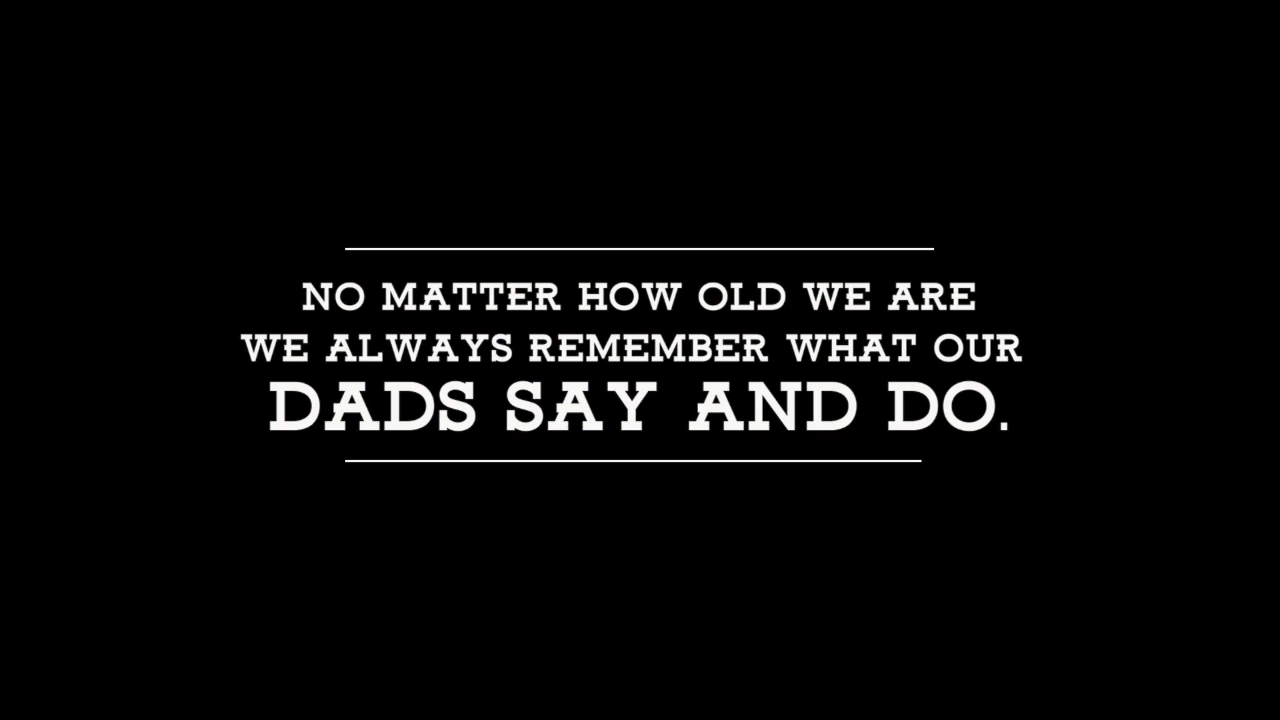 NO MATTER HOW OLD WE ARE
WE ALWAYS REMEMBER WHAT OUR
DADS SAY AND DO.